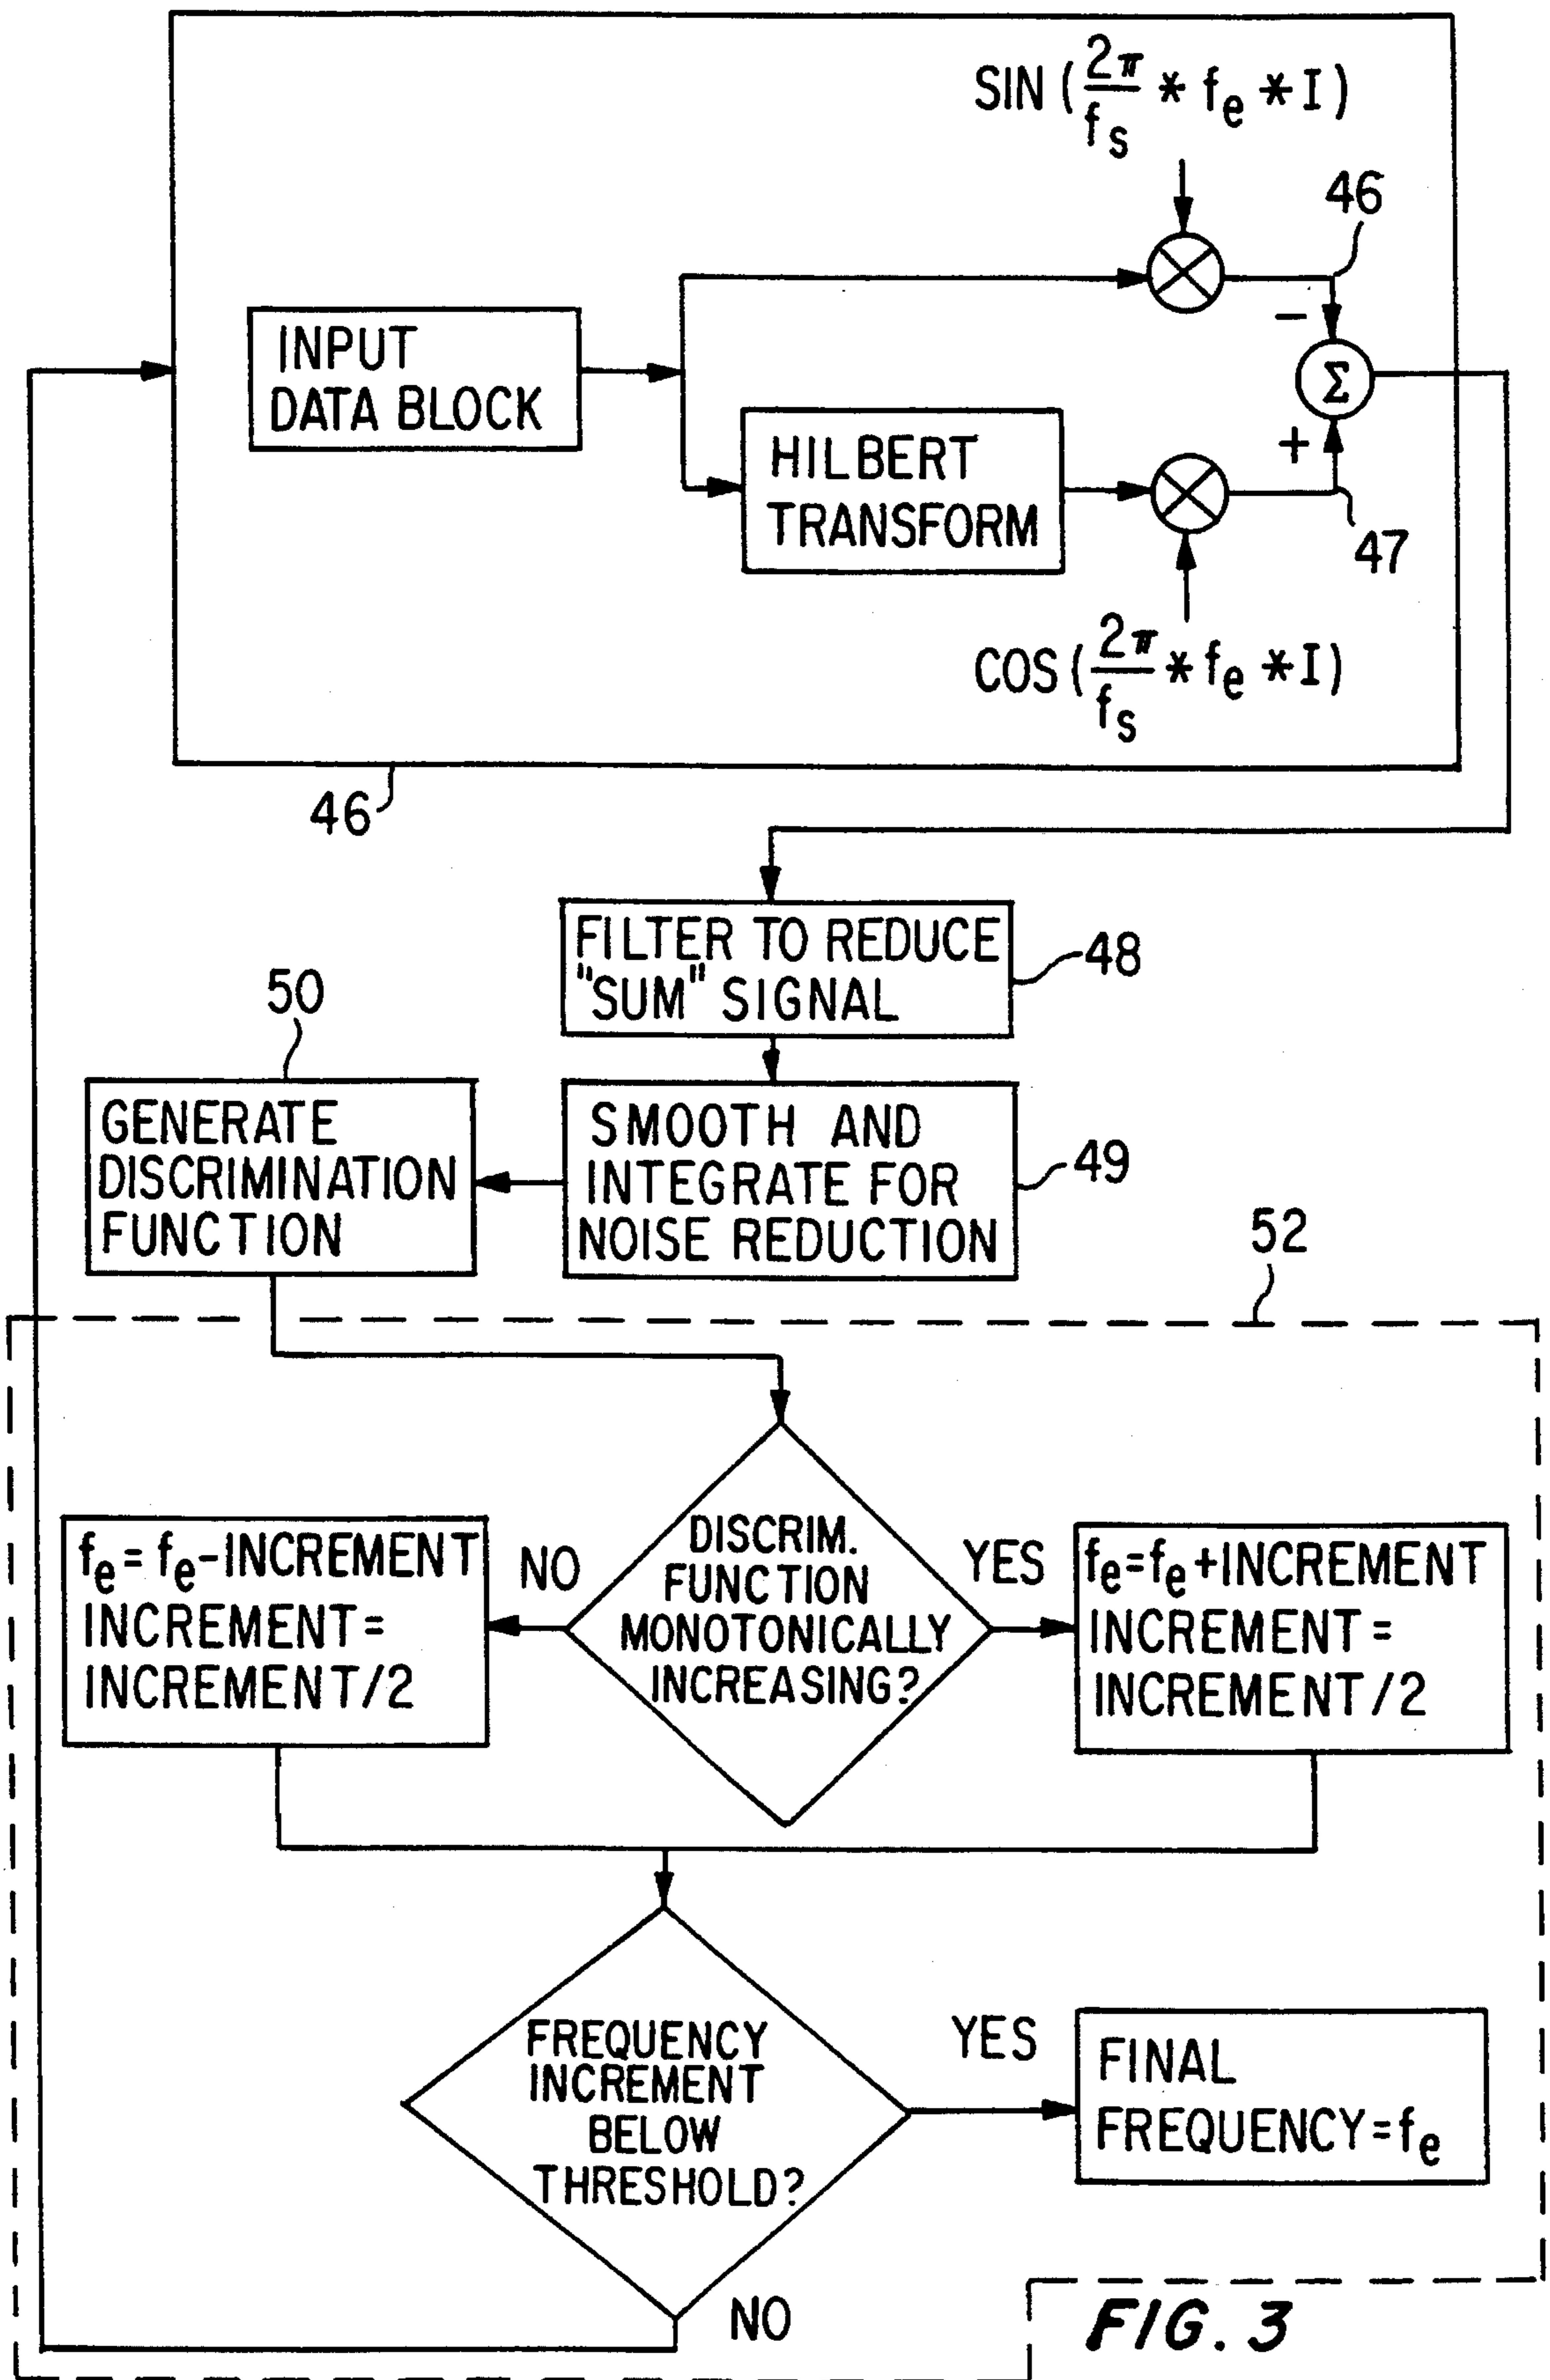 SIN (2π/fs * fe * I)
46
−
INPUT
DATA BLOCK
Σ
+
HILBERT
TRANSFORM
47
COS (2π/fs * fe * I)
46
FILTER TO REDUCE
"SUM" SIGNAL
48
50
GENERATE
DISCRIMINATION
FUNCTION
SMOOTH AND
INTEGRATE FOR
NOISE REDUCTION
49
52
DISCRIM.
FUNCTION
MONOTONICALLY
INCREASING?
NO
fe = fe - INCREMENT
INCREMENT =
INCREMENT/2
YES
fe = fe + INCREMENT
INCREMENT =
INCREMENT/2
FREQUENCY
INCREMENT
BELOW
THRESHOLD?
YES
FINAL
FREQUENCY = fe
NO
FIG. 3